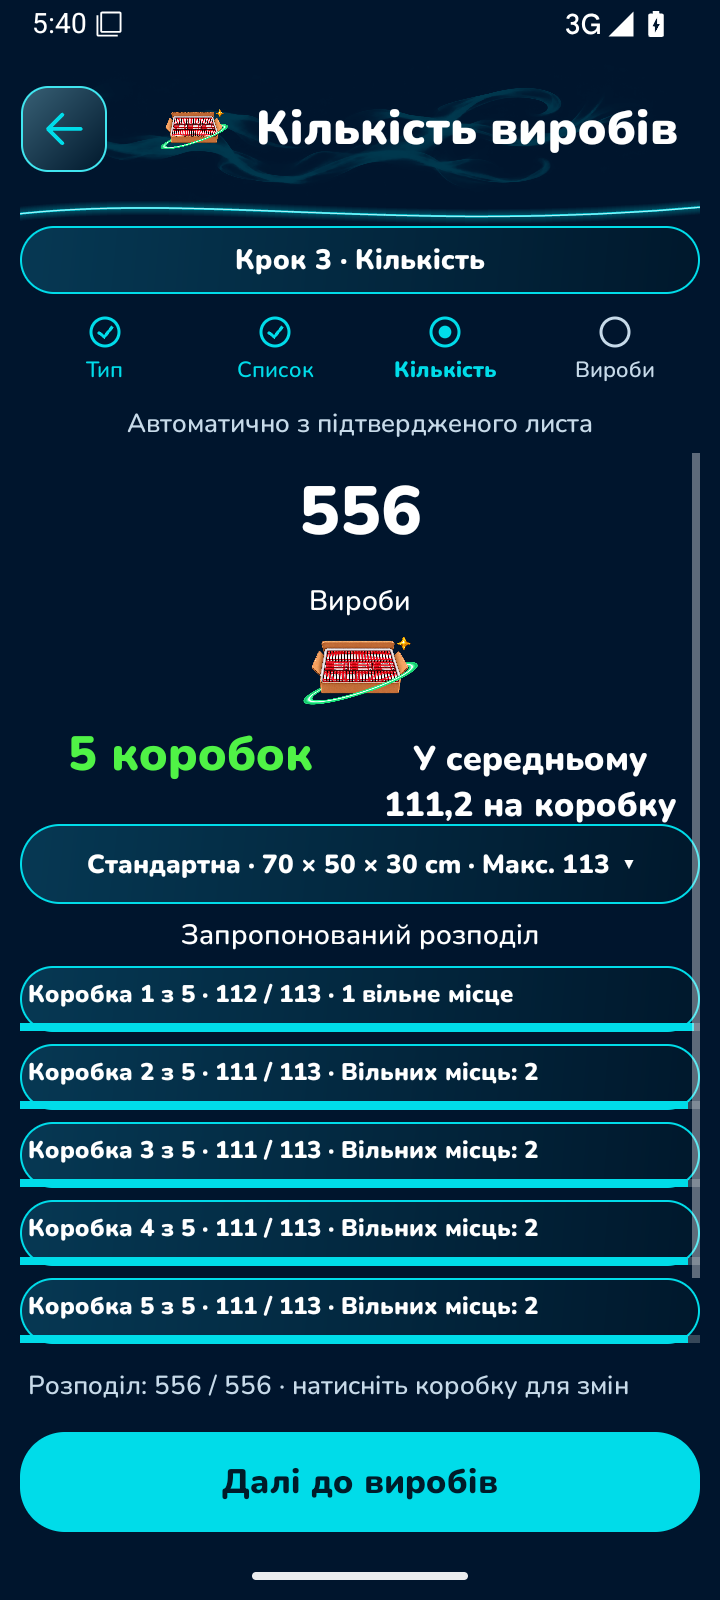 5:40
3G
Кількість виробів
Крок 3 · Кількість
Тип
Список
Кількість
Вироби
Автоматично з підтвердженого листа
556
Вироби
5 коробок
У середньому
111,2 на коробку
Стандартна · 70 × 50 × 30 cm · Макс. 113 ▼
Запропонований розподіл
Коробка 1 з 5 · 112 / 113 · 1 вільне місце
Коробка 2 з 5 · 111 / 113 · Вільних місць: 2
Коробка 3 з 5 · 111 / 113 · Вільних місць: 2
Коробка 4 з 5 · 111 / 113 · Вільних місць: 2
Коробка 5 з 5 · 111 / 113 · Вільних місць: 2
Розподіл: 556 / 556 · натисніть коробку для змін
Далі до виробів